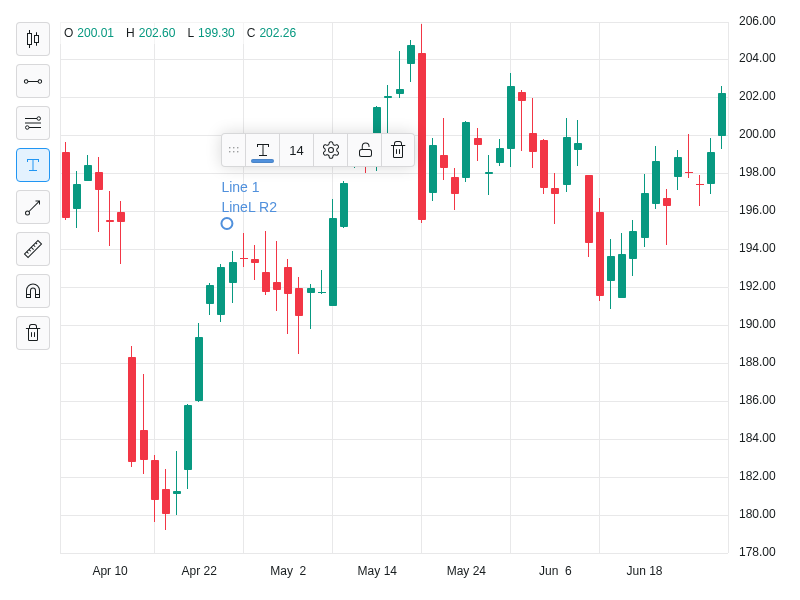 O 200.01 H 202.60 L 199.30 C 202.26
206.00
204.00
202.00
200.00
T 14
T
198.00
Line 1
LineL R2
196.00
194.00
192.00
190.00
188.00
186.00
184.00
182.00
180.00
178.00
Apr 10 Apr 22 May 2 May 14 May 24 Jun 6 Jun 18